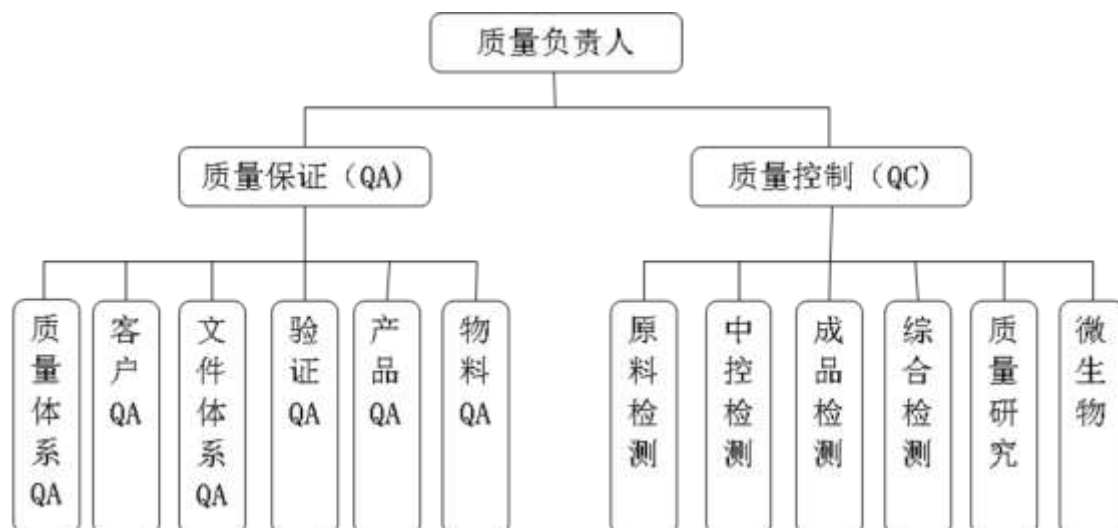 质量负责人
质量保证（QA)
质量控制（QC)
质量体系QA
客户QA
文件体系QA
验证QA
产品QA
物料QA
原料检测
中控检测
成品检测
综合检测
质量研究
微生物